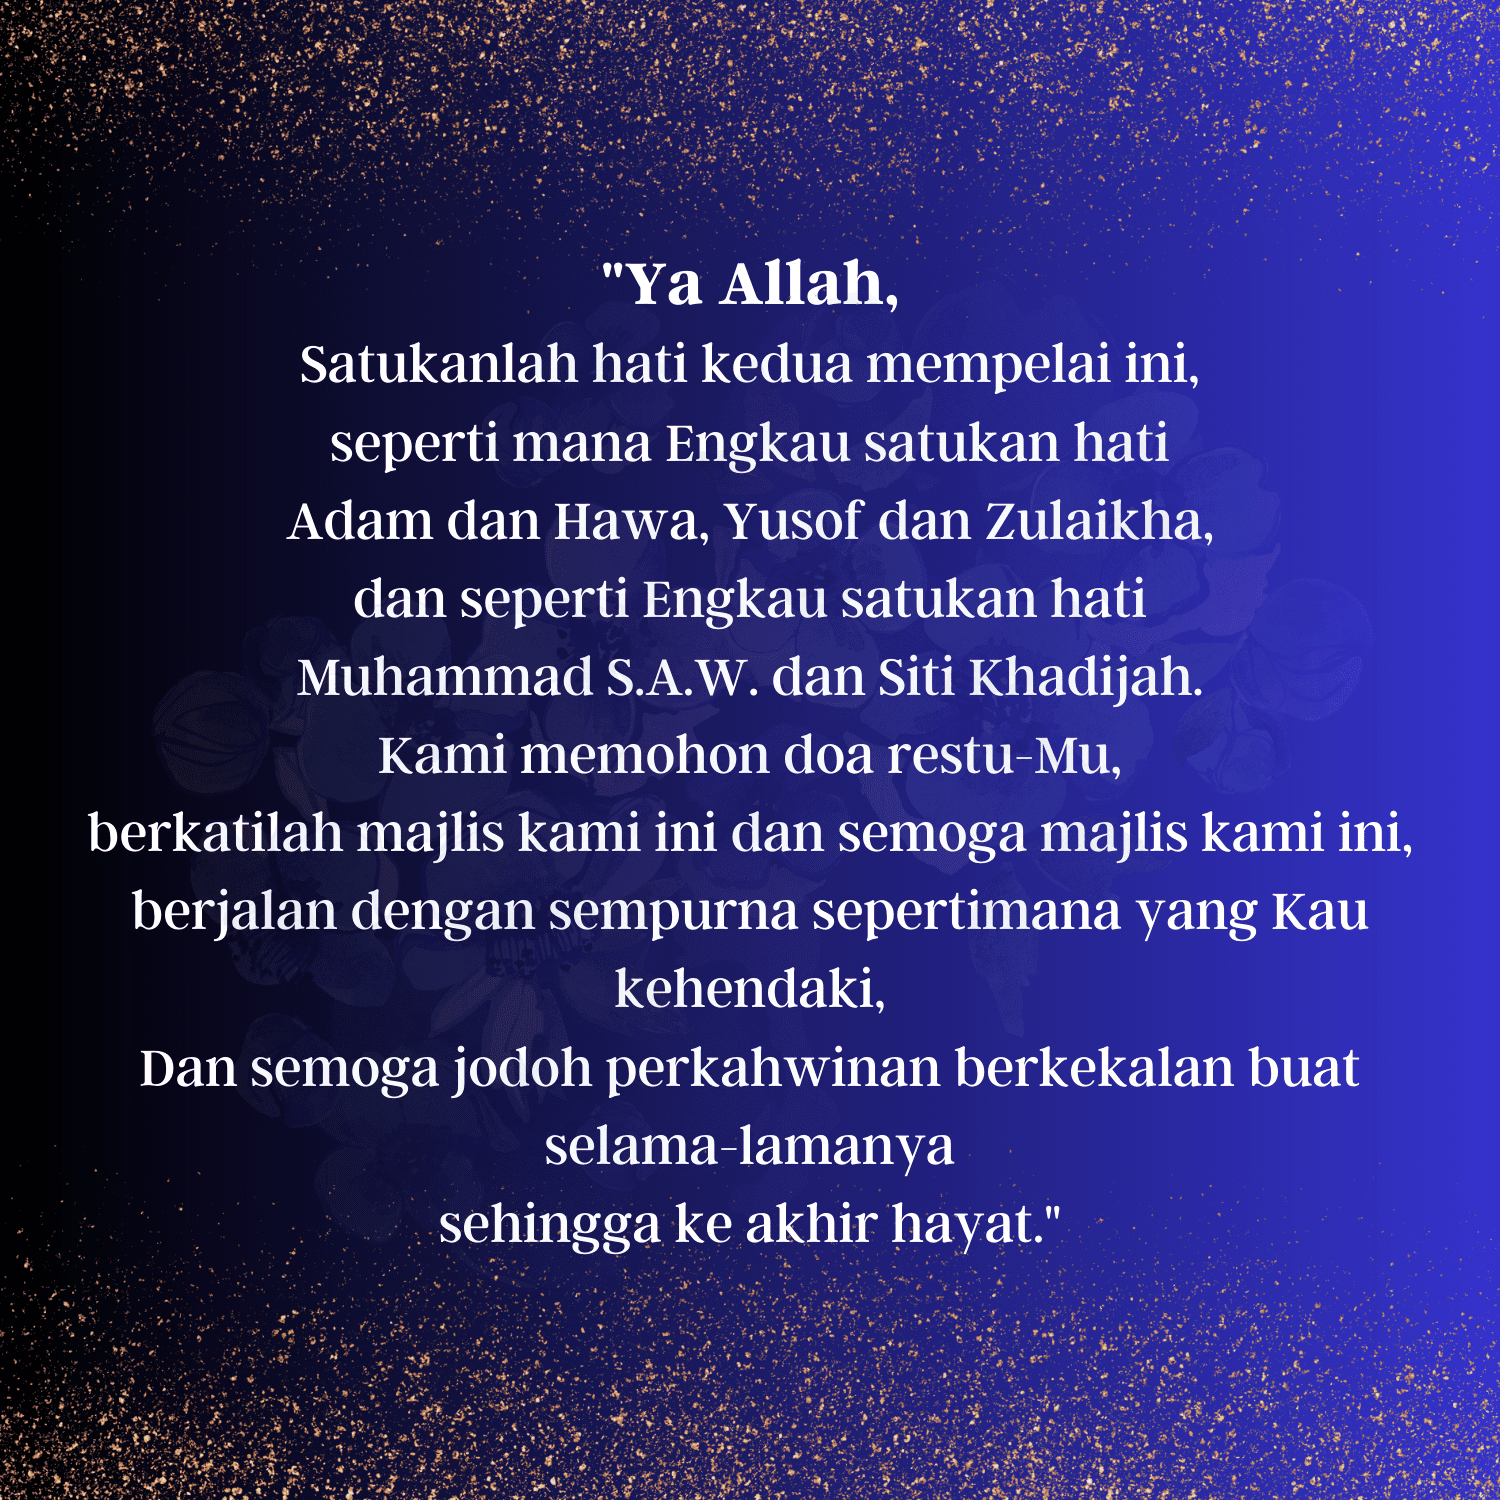 "Ya Allah,
Satukanlah hati kedua mempelai ini,
seperti mana Engkau satukan hati
Adam dan Hawa, Yusof dan Zulaikha,
dan seperti Engkau satukan hati
Muhammad S.A.W. dan Siti Khadijah.
Kami memohon doa restu-Mu,
berkatilah majlis kami ini dan semoga majlis kami ini,
berjalan dengan sempurna sepertimana yang Kau
kehendaki,
Dan semoga jodoh perkahwinan berkekalan buat
selama-lamanya
sehingga ke akhir hayat."